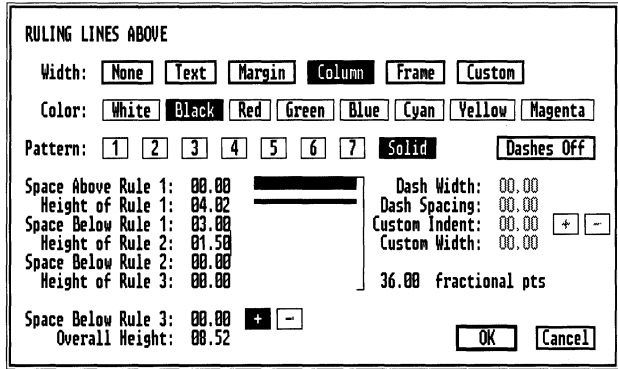 RULING LINES ABOVE
Width: None Text Margin Column Frame Custom
Color: White Black Red Green Blue Cyan Yellow Magenta
Pattern: 1 2 3 4 5 6 7 Solid Dashes Off
Space Above Rule 1: 00.00 Dash Width: 00.00
Height of Rule 1: 04.02 Dash Spacing: 00.00
Space Below Rule 1: 03.00 Custom Indent: 00.00 + -
Height of Rule 2: 01.50 Custom Width: 00.00
Space Below Rule 2: 00.00
Height of Rule 3: 00.00 36.00 fractional pts
Space Below Rule 3: 00.00 + -
Overall Height: 08.52 OK Cancel